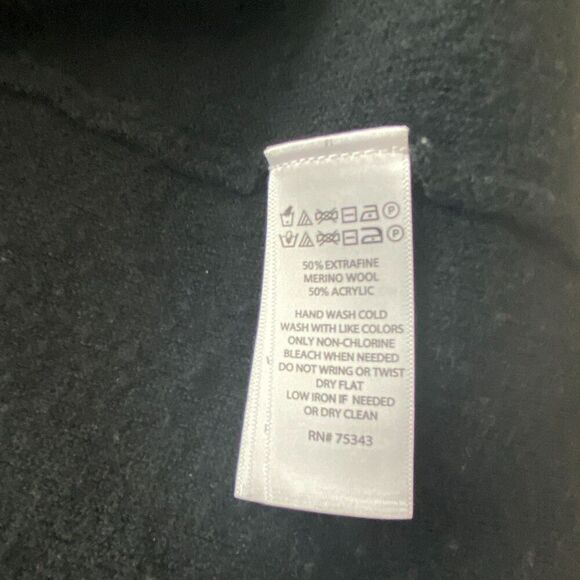 P
P
50% EXTRAFINE
MERINO WOOL
50% ACRYLIC
HAND WASH COLD
WASH WITH LIKE COLORS
ONLY NON-CHLORINE
BLEACH WHEN NEEDED
DO NOT WRING OR TWIST
DRY FLAT
LOW IRON IF NEEDED
OR DRY CLEAN
RN# 75343